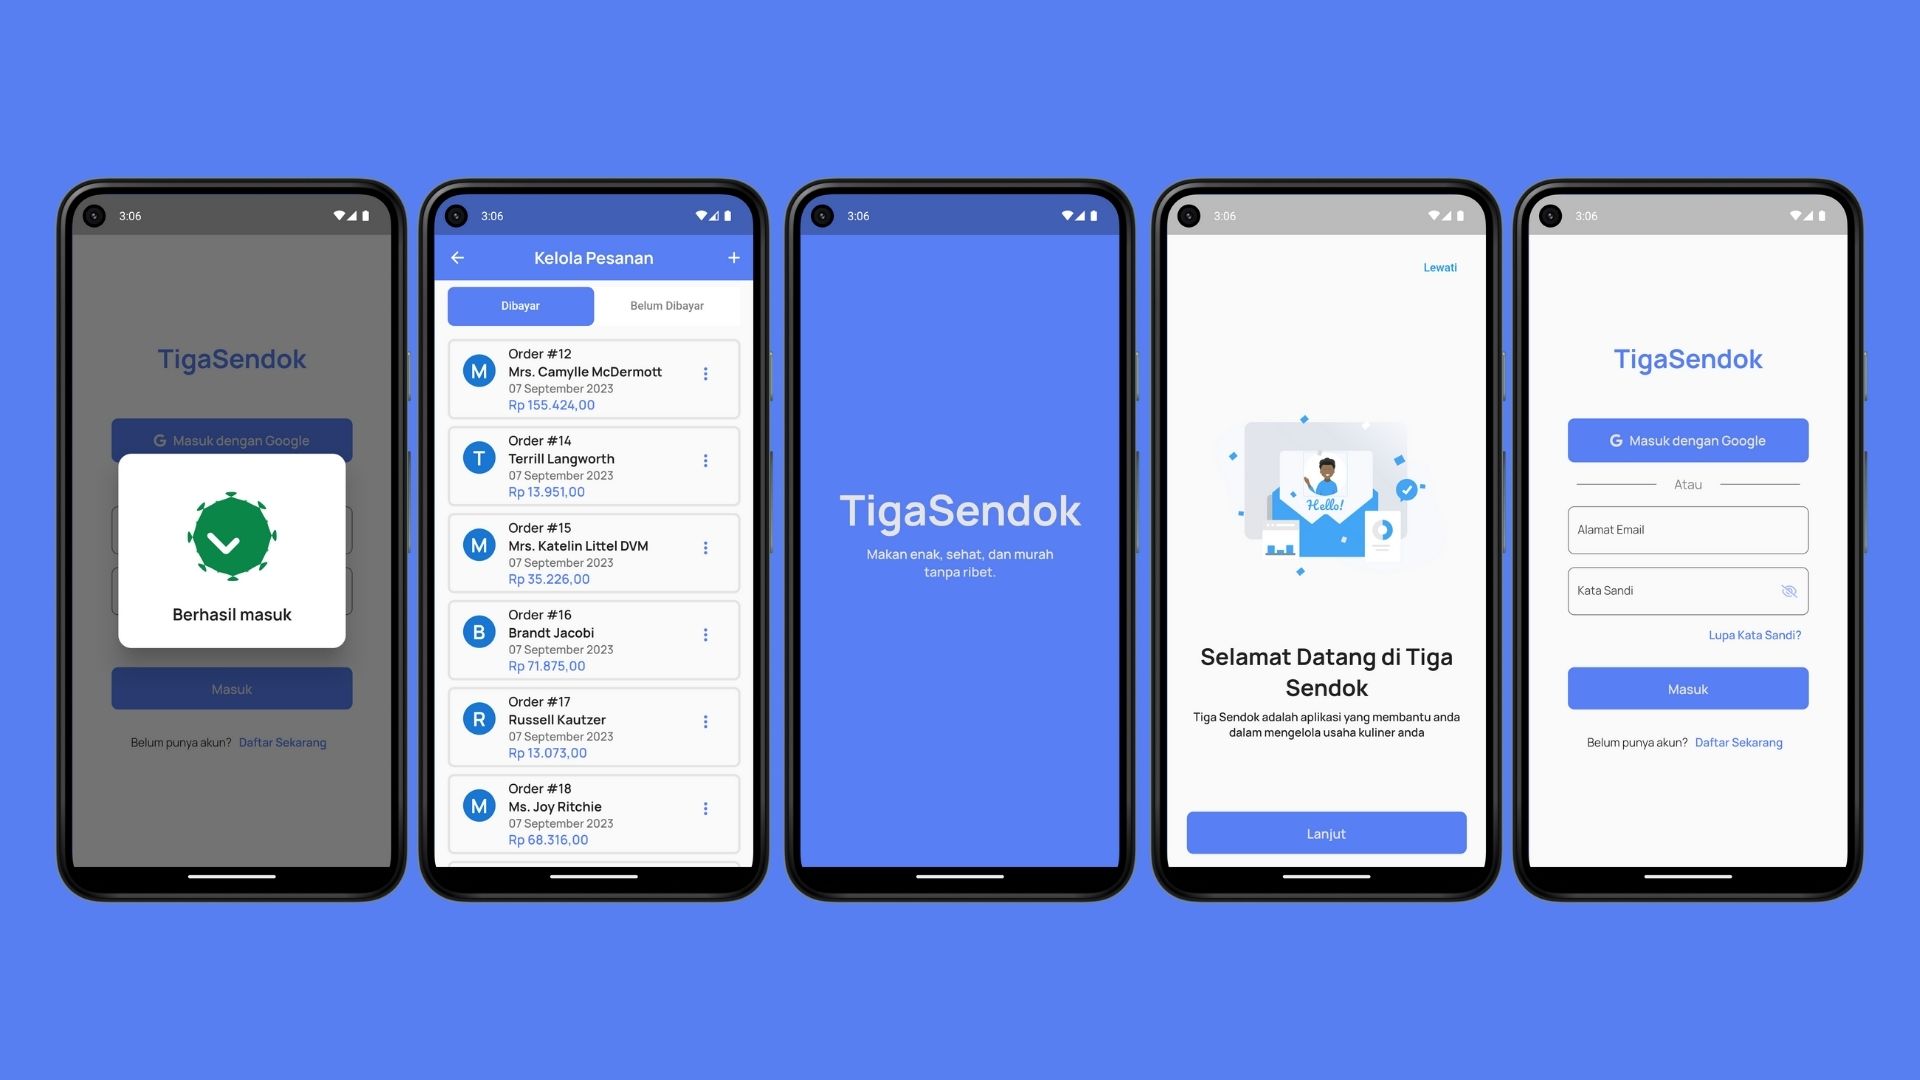 3:06
TigaSendok
G Masuk dengan Google
Berhasil masuk
Masuk
Belum punya akun? Daftar Sekarang
3:06
Kelola Pesanan
Dibayar
Belum Dibayar
M
Order #12
Mrs. Camylle McDermott
07 September 2023
Rp 155.424,00
T
Order #14
Terrill Langworth
07 September 2023
Rp 13.951,00
M
Order #15
Mrs. Katelin Littel DVM
07 September 2023
Rp 35.226,00
B
Order #16
Brandt Jacobi
07 September 2023
Rp 71.875,00
R
Order #17
Russell Kautzer
07 September 2023
Rp 13.073,00
M
Order #18
Ms. Joy Ritchie
07 September 2023
Rp 68.316,00
3:06
TigaSendok
Makan enak, sehat, dan murah
tanpa ribet.
3:06
Lewati
Hello!
Selamat Datang di Tiga
Sendok
Tiga Sendok adalah aplikasi yang membantu anda
dalam mengelola usaha kuliner anda
Lanjut
3:06
TigaSendok
G Masuk dengan Google
Atau
Alamat Email
Kata Sandi
Lupa Kata Sandi?
Masuk
Belum punya akun? Daftar Sekarang